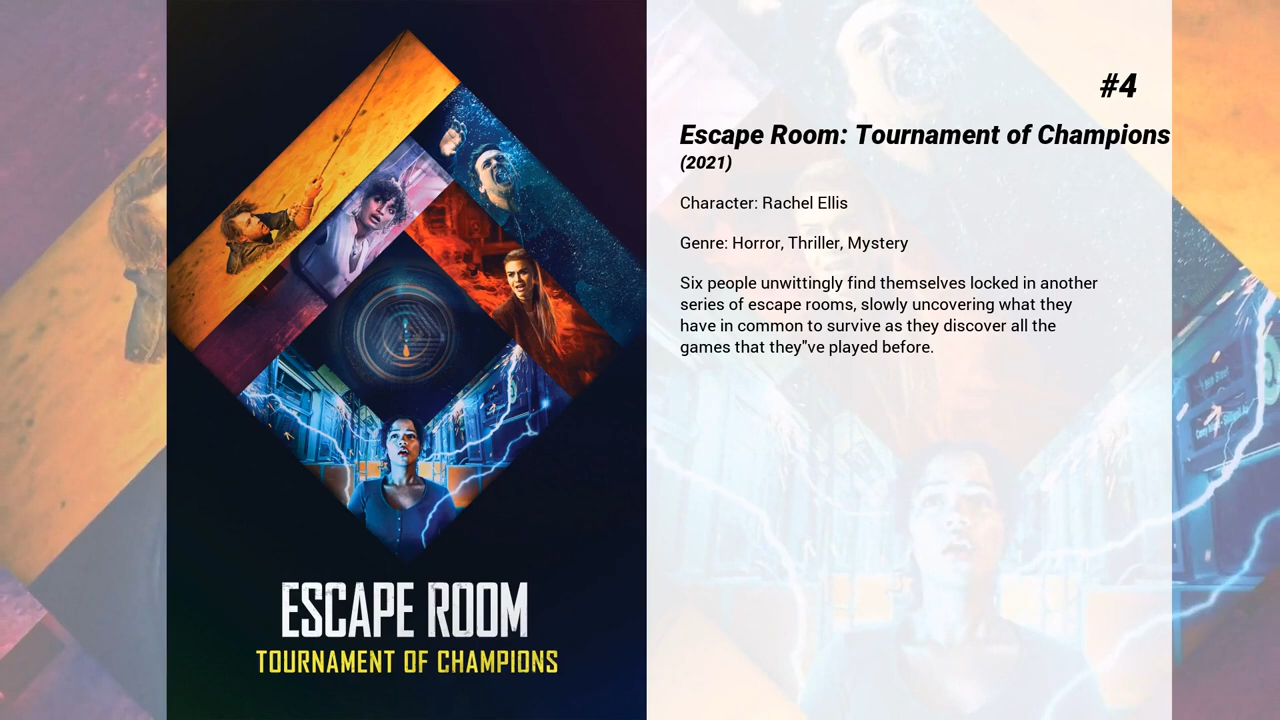 #4
Escape Room: Tournament of Champions
(2021)
Character: Rachel Ellis
Genre: Horror, Thriller, Mystery
Six people unwittingly find themselves locked in another
series of escape rooms, slowly uncovering what they
have in common to survive as they discover all the
games that they"ve played before.
ESCAPE ROOM
TOURNAMENT OF CHAMPIONS